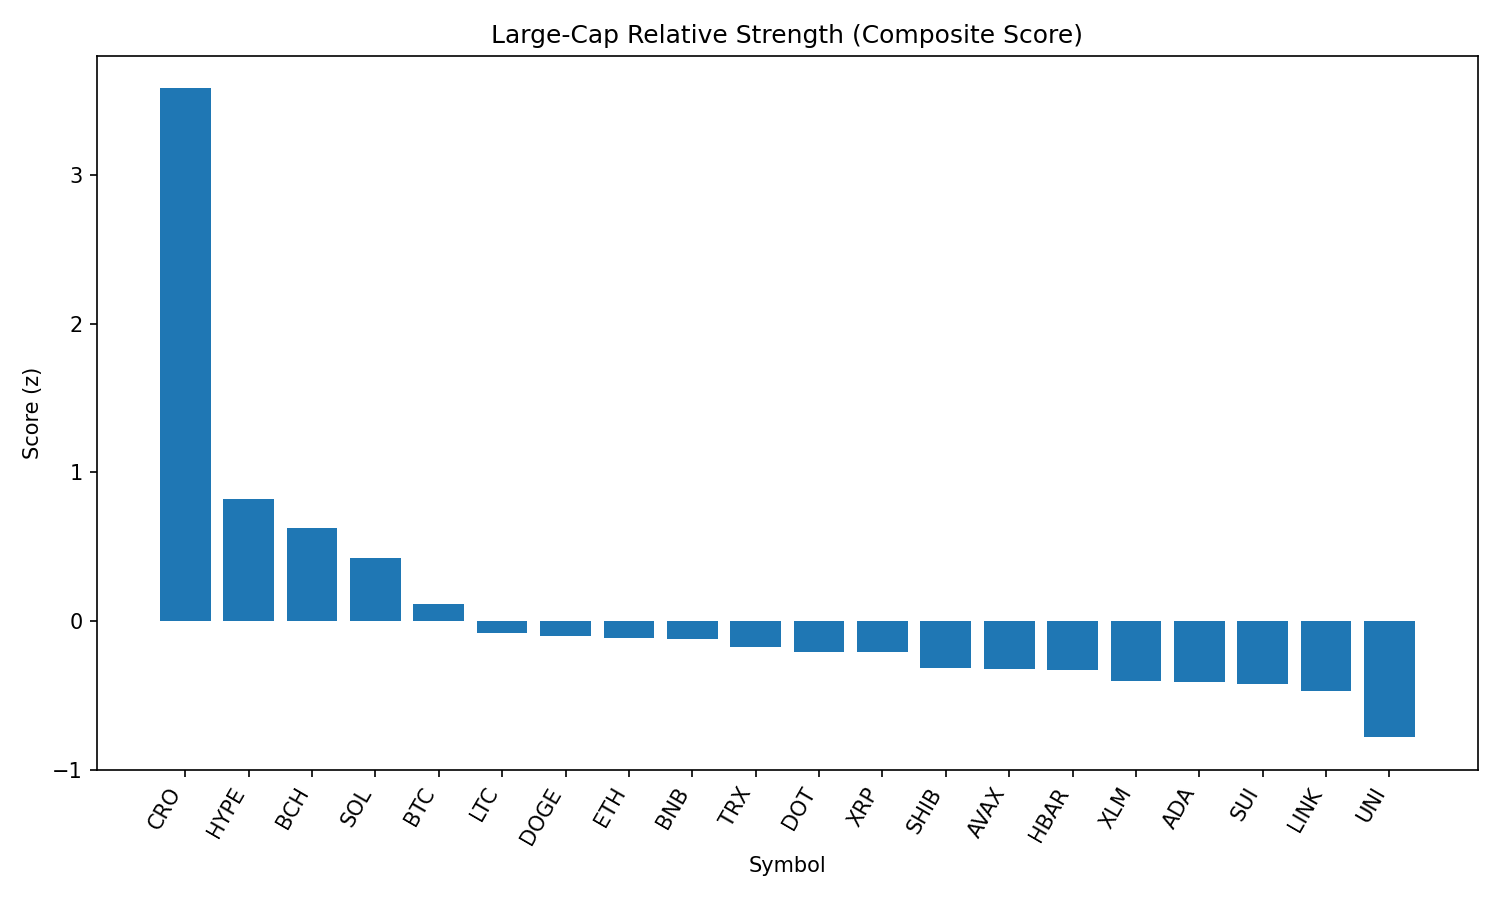 Large-Cap Relative Strength (Composite Score)
Score (z)
3
2
1
0
−1
CRO
HYPE
BCH
SOL
BTC
LTC
DOGE
ETH
BNB
TRX
DOT
XRP
SHIB
AVAX
HBAR
XLM
ADA
SUI
LINK
UNI
Symbol